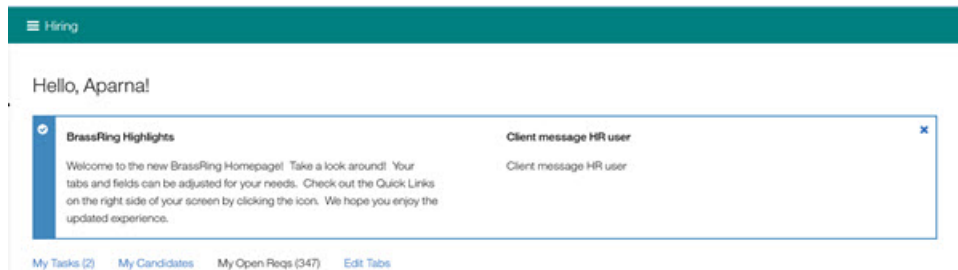 Hiring
Hello, Aparna!
BrassRing Highlights
Welcome to the new BrassRing Homepage! Take a look around! Your
tabs and fields can be adjusted for your needs. Check out the Quick Links
on the right side of your screen by clicking the icon. We hope you enjoy the
updated experience.
Client message HR user
Client message HR user
My Tasks (2) My Candidates My Open Reqs (347) Edit Tabs